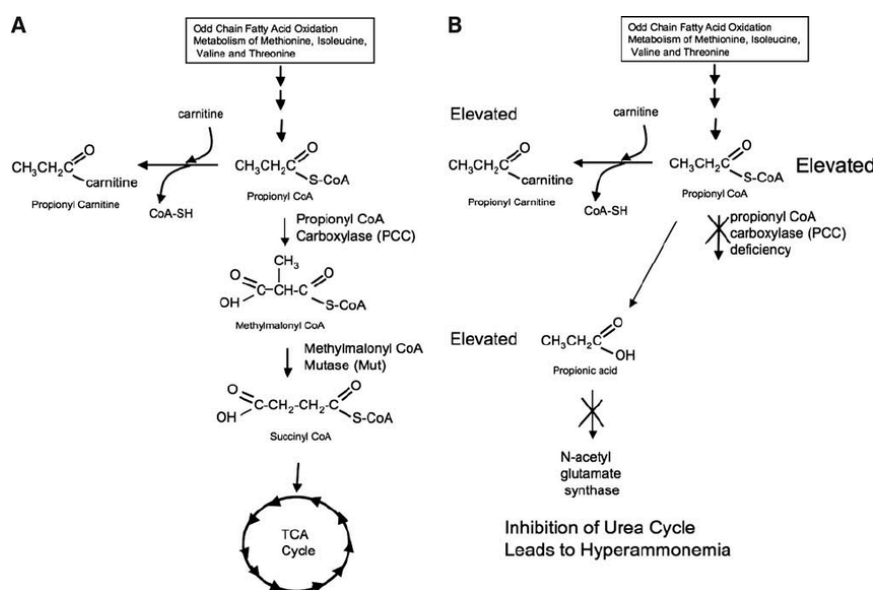 A
Odd Chain Fatty Acid Oxidation
Metabolism of Methionine, Isoleucine,
Valine and Threonine
carnitine
CH₃CH₂C
O
carnitine
Propionyl Carnitine
CoA-SH
CH₃CH₂C
O
S-CoA
Propionyl CoA
Propionyl CoA
Carboxylase (PCC)
CH₃
O
O
C-CH-C
OH
S-CoA
Methylmalonyl CoA
Methylmalonyl CoA
Mutase (Mut)
O
O
C-CH₂-CH₂C
OH
S-CoA
Succinyl CoA
TCA
Cycle
B
Odd Chain Fatty Acid Oxidation
Metabolism of Methionine, Isoleucine,
Valine and Threonine
Elevated
carnitine
CH₃CH₂C
O
carnitine
Propionyl Carnitine
CoA-SH
CH₃CH₂C
O
S-CoA
Propionyl CoA
Elevated
propionyl CoA
carboxylase (PCC)
deficiency
Elevated
CH₃CH₂C
O
OH
Propionic acid
N-acetyl
glutamate
synthase
Inhibition of Urea Cycle
Leads to Hyperammonemia